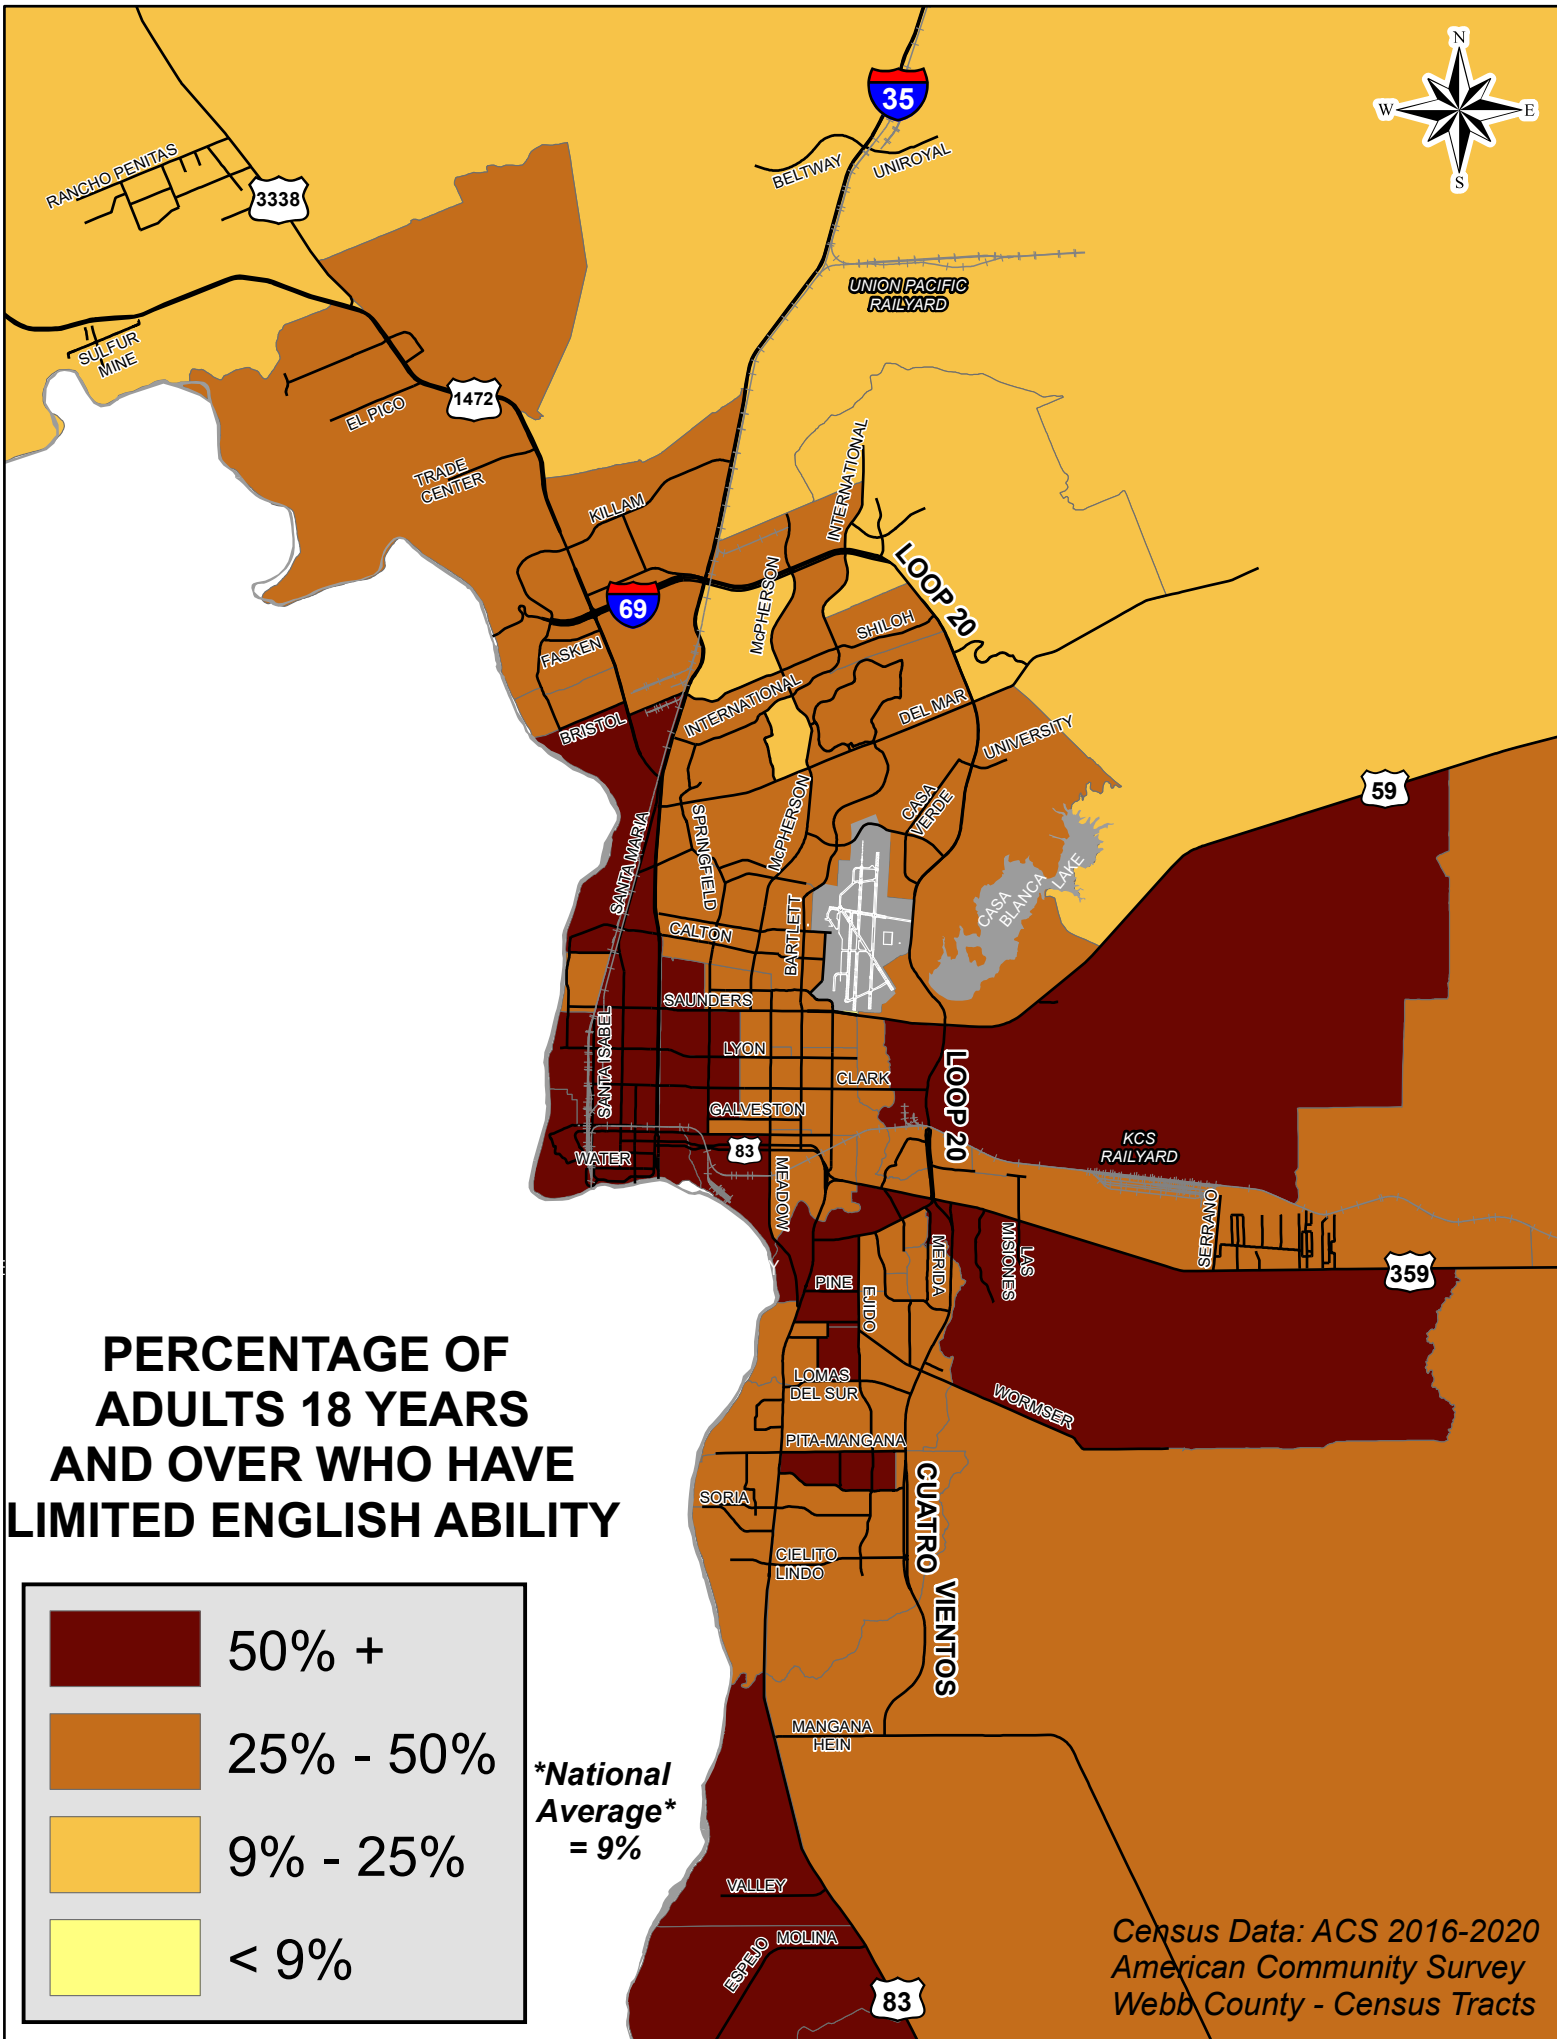 N
W
E
S
35
BELTWAY
UNIROYAL
RANCHO PENITAS
3338
UNION PACIFIC
RAILYARD
SULFUR
MINE
EL PICO
1472
TRADE
CENTER
KILLAM
INTERNATIONAL
LOOP 20
McPHERSON
69
SHILOH
FASKEN
INTERNATIONAL
BRISTOL
DEL MAR
UNIVERSITY
59
CASA
VERDE
McPHERSON
SPRINGFIELD
SANTA MARIA
CASA
BLANCA
LAKE
BARTLETT
CALTON
SAUNDERS
SANTA ISABEL
LYON
CLARK
LOOP 20
GALVESTON
83
WATER
KCS
RAILYARD
MEADOW
SERRANO
LAS
MISIONES
MERIDA
Y
PINE
EJIDO
359
LOMAS
DEL SUR
WORMSER
PITA-MANGANA
SORIA
CUATRO VIENTOS
CIELITO
LINDO
MANGANA
HEIN
VALLEY
MOLINA
ESPEJO
83
PERCENTAGE OF
ADULTS 18 YEARS
AND OVER WHO HAVE
LIMITED ENGLISH ABILITY
50% +
25% - 50%
9% - 25%
< 9%
*National
Average*
= 9%
Census Data: ACS 2016-2020
American Community Survey
Webb County - Census Tracts